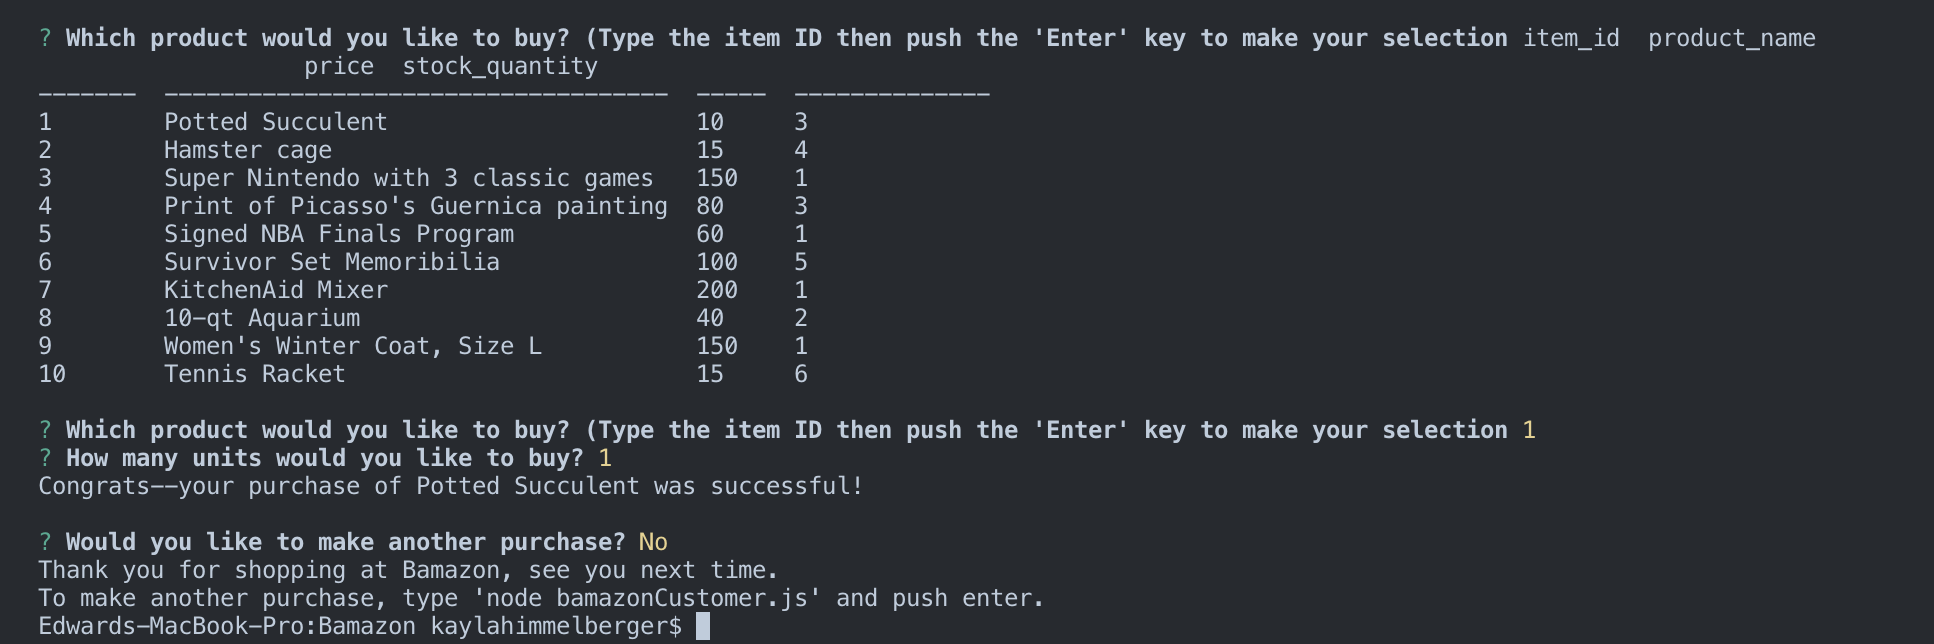 ? Which product would you like to buy? (Type the item ID then push the 'Enter' key to make your selection item_id  product_name
                   price  stock_quantity
-------  ------------------------------------  -----  --------------
1        Potted Succulent                      10     3
2        Hamster cage                          15     4
3        Super Nintendo with 3 classic games   150    1
4        Print of Picasso's Guernica painting  80     3
5        Signed NBA Finals Program             60     1
6        Survivor Set Memoribilia              100    5
7        KitchenAid Mixer                      200    1
8        10-qt Aquarium                        40     2
9        Women's Winter Coat, Size L           150    1
10       Tennis Racket                         15     6
? Which product would you like to buy? (Type the item ID then push the 'Enter' key to make your selection 1
? How many units would you like to buy? 1
Congrats--your purchase of Potted Succulent was successful!
? Would you like to make another purchase? No
Thank you for shopping at Bamazon, see you next time.
To make another purchase, type 'node bamazonCustomer.js' and push enter.
Edwards-MacBook-Pro:Bamazon kaylahimmelberger$